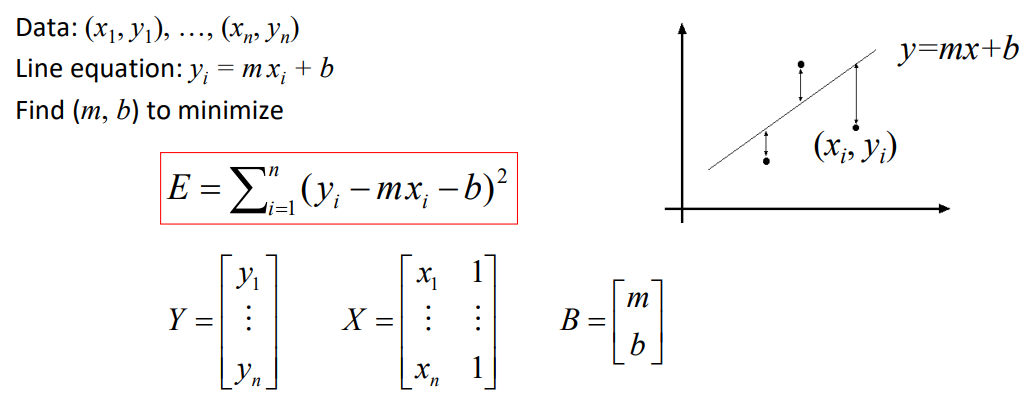 Data: (x₁, y₁), …, (xₙ, yₙ)
Line equation: yᵢ = m xᵢ + b
Find (m, b) to minimize
E = ∑ᵢ₌₁ⁿ (yᵢ − mxᵢ − b)²
y=mx+b
(xᵢ, yᵢ)
Y = [y₁ ⋮ yₙ] X = [x₁ 1 ⋮ ⋮ xₙ 1] B = [m b]